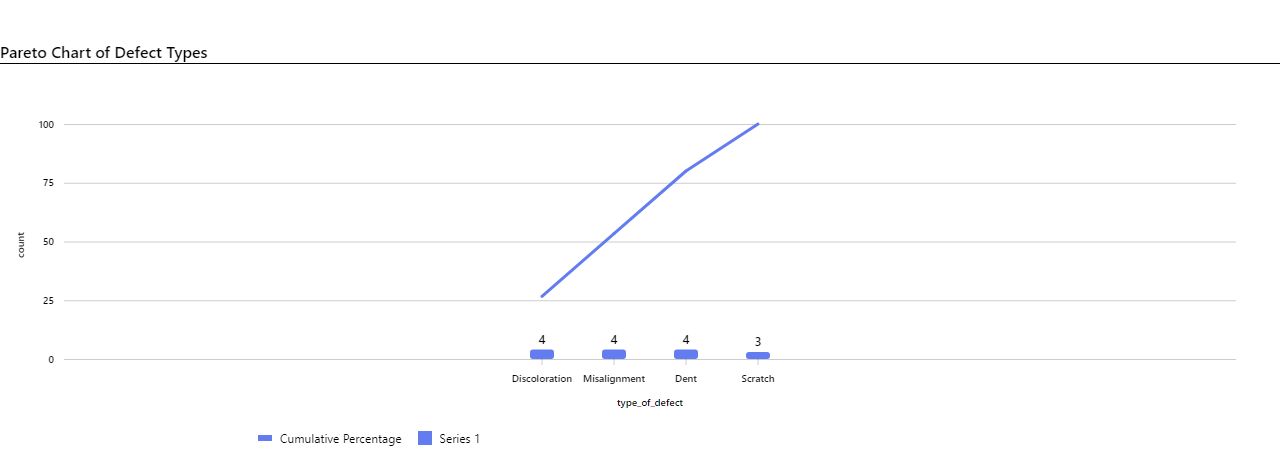 Pareto Chart of Defect Types
100
75
50
25
0
count
4 4 4 3
Discoloration Misalignment Dent Scratch
type_of_defect
Cumulative Percentage Series 1